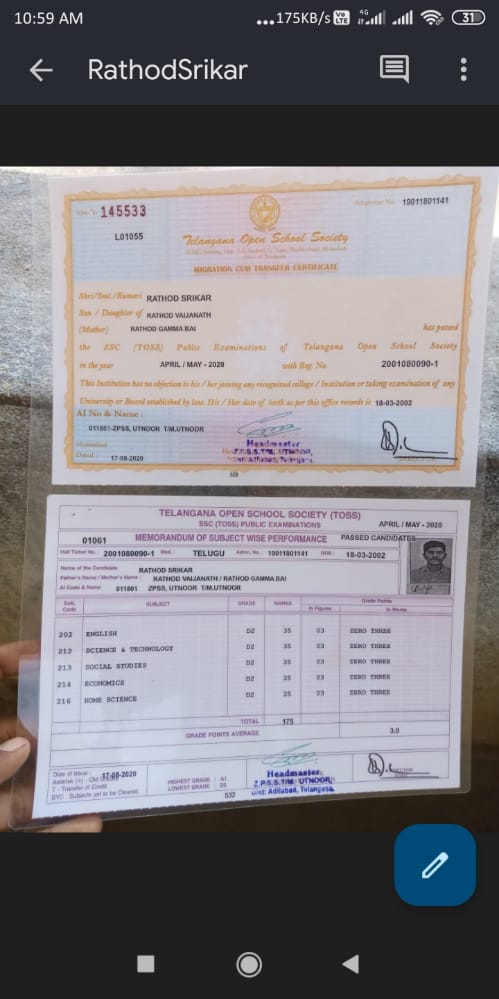 10:59 AM
...175KB/s Vo LTE 4G 31
RathodSrikar
145533
19011801141
L01055
Telangana Open School Society
MIGRATION CUM TRANSFER CERTIFICATE
Shri/Smt./Kumari RATHOD SRIKAR
Son / Daughter of RATHOD VAIJANATH
(Mother) RATHOD GAMMA BAI has passed
the SSC (TOSS) Public Examinations of Telangana Open School Society
in the year APRIL / MAY - 2020 with Reg. No. 2001080090-1
This Institution has no objection to his / her joining any recognised college / Institution or taking examination of any
University or Board established by law. His / Her date of birth as per this office records is 18-03-2002
AI No & Name :
011801-ZPSS, UTNOOR T/M,UTNOOR
Hyderabad
Dated : 17-08-2020
Headmaster
Z.P.S.S.T/M. UTNOOR,
Dist: Adilabad, Telangana
TELANGANA OPEN SCHOOL SOCIETY (TOSS)
SSC (TOSS) PUBLIC EXAMINATIONS
APRIL / MAY - 2020
01061 MEMORANDUM OF SUBJECT WISE PERFORMANCE PASSED CANDIDATES
Hall Ticket No. : 2001080090-1 Med. : TELUGU Admn. No. : 19011801141 DOB : 18-03-2002
Name of the Candidate RATHOD SRIKAR
Father's Name / Mother's Name : RATHOD VAIJANATH / RATHOD GAMMA BAI
AI Code & Name 011801 ZPSS, UTNOOR T/M,UTNOOR
Sub. Code SUBJECT GRADE MARKS Grade Points
In Figures In Words
202 ENGLISH D2 35 03 ZERO THREE
212 SCIENCE & TECHNOLOGY D2 35 03 ZERO THREE
213 SOCIAL STUDIES D2 35 03 ZERO THREE
214 ECONOMICS D2 35 03 ZERO THREE
216 HOME SCIENCE D2 35 03 ZERO THREE
TOTAL 175
GRADE POINTS AVERAGE 3.0
Date of Issue : 17-08-2020
T - Transfer of Credit
SYC : Subjects yet to be Cleared.
HIGHEST GRADE : A1
LOWEST GRADE : D2
532
Headmaster
Z.P.S.S.T/M. UTNOOR,
Dist: Adilabad, Telangana